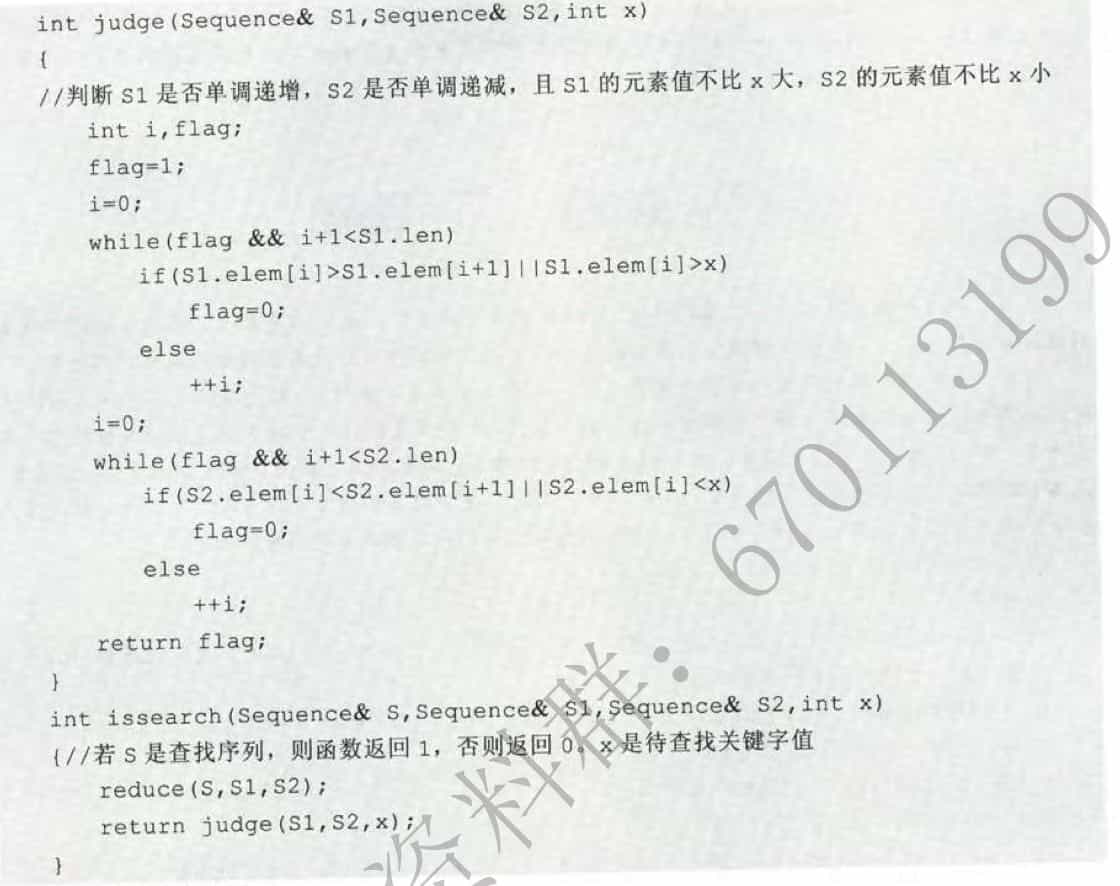 int judge(Sequence& S1,Sequence& S2,int x)
{
//判断 S1 是否单调递增，S2 是否单调递减，且 S1 的元素值不比 x 大，S2 的元素值不比 x 小
int i,flag;
flag=1;
i=0;
while(flag && i+1<S1.len)
if(S1.elem[i]>S1.elem[i+1]||S1.elem[i]>x)
flag=0;
else
++i;
i=0;
while(flag && i+1<S2.len)
if(S2.elem[i]<S2.elem[i+1]||S2.elem[i]<x)
flag=0;
else
++i;
return flag;
}
int issearch(Sequence& S,Sequence& S1,Sequence& S2,int x)
{//若 S 是查找序列，则函数返回 1，否则返回 0。x 是待查找关键字值
reduce(S,S1,S2);
return judge(S1,S2,x);
}
资料群：670113199